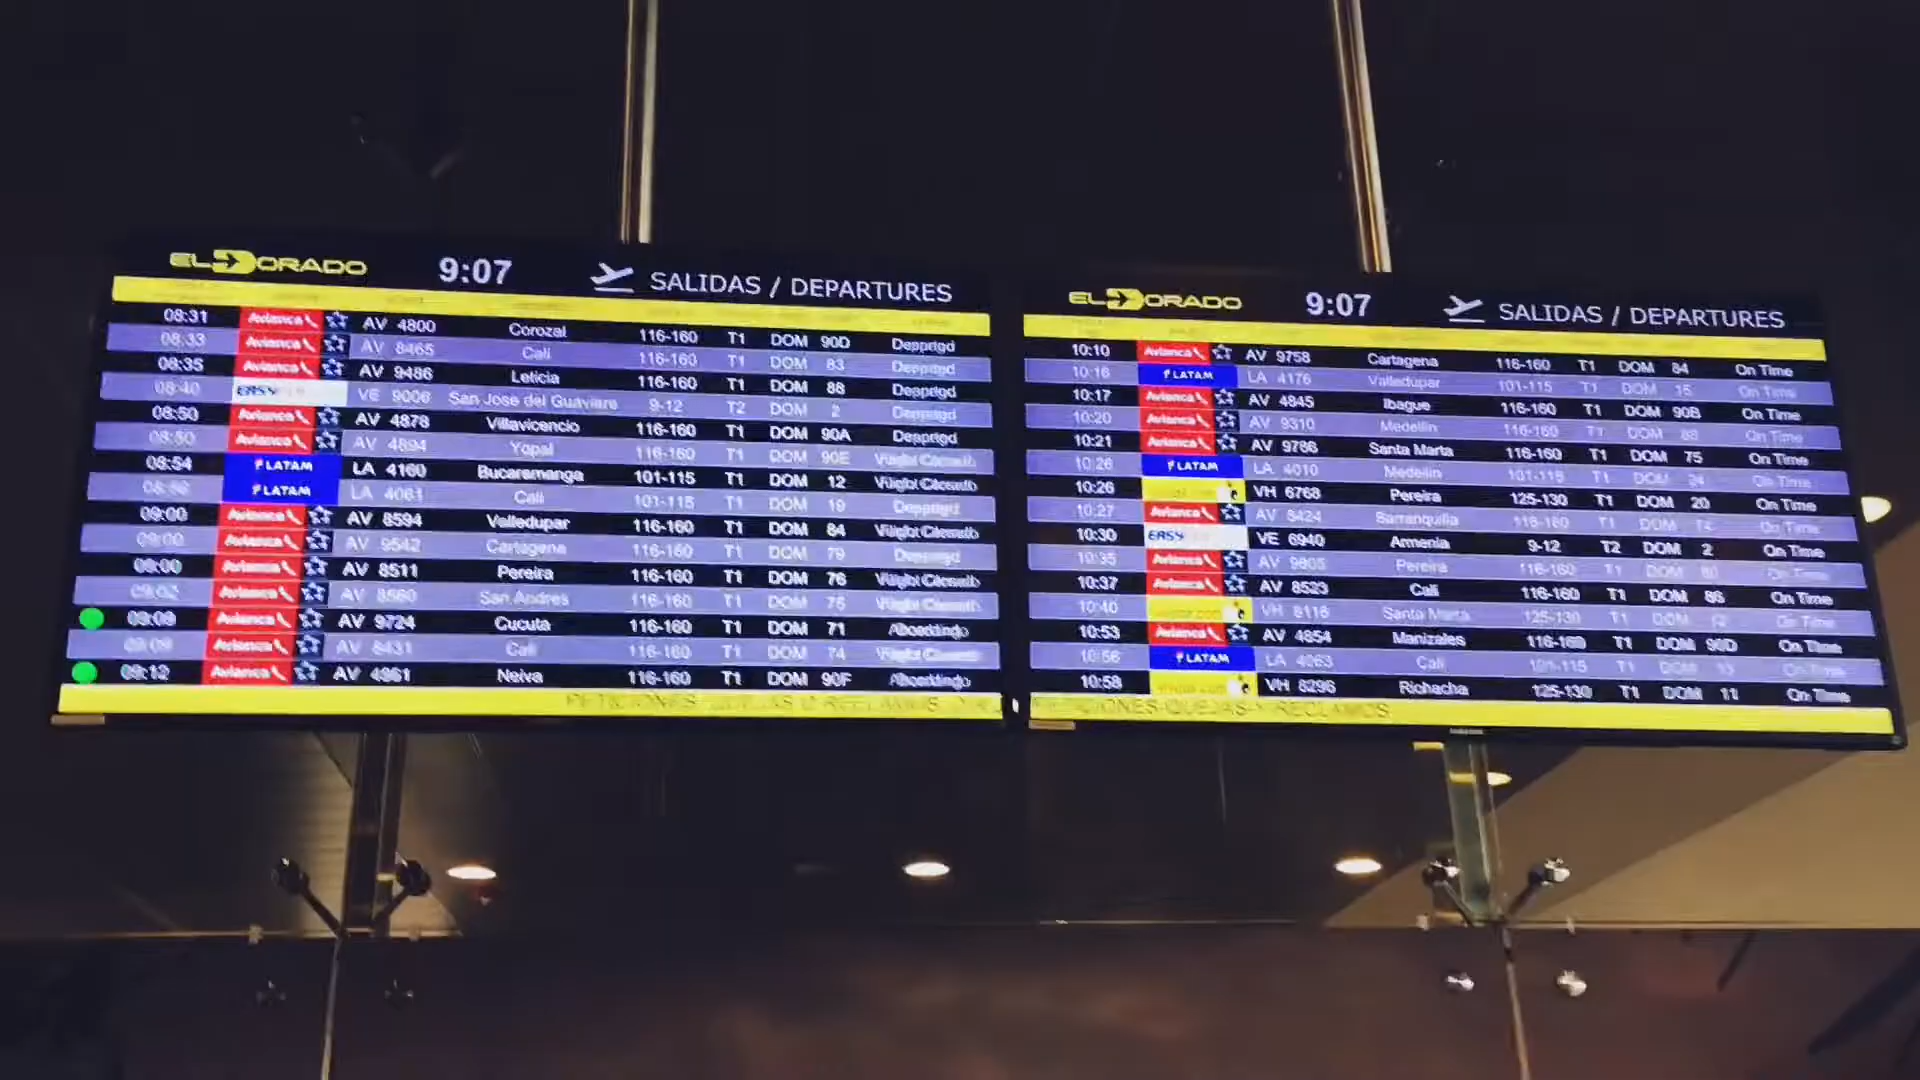 EL DORADO 9:07 SALIDAS / DEPARTURES
08:31 Avianca AV 4800 Corozal 116-160 T1 DOM 90D
08:33 Avianca AV 8465 Cali 116-160 T1 DOM 83
08:35 Avianca AV 9486 Leticia 116-160 T1 DOM 88
08:40 EASY VE 9006 San Jose del Guaviare 9-12 T2 DOM 2
08:50 Avianca AV 4878 Villavicencio 116-160 T1 DOM 90A
08:50 Avianca AV 4894 Yopal 116-160 T1 DOM 90E
08:54 LATAM LA 4160 Bucaramanga 101-115 T1 DOM 12
LATAM LA 4061 Cali 101-115 T1 DOM 19
09:00 Avianca AV 8594 Valledupar 116-160 T1 DOM 84
09:00 Avianca AV 9542 Cartagena 116-160 T1 DOM 79
09:00 Avianca AV 8511 Pereira 116-160 T1 DOM 76
09:02 Avianca AV 8560 San Andres 116-160 T1 DOM
Avianca AV 9724 Cucuta 116-160 T1 DOM 71
Avianca AV 8431 Cali 116-160 T1 DOM 74
09:12 Avianca AV 4961 Neiva 116-160 T1 DOM 90F
PETICIONES QUEJAS O RECLAMOS
EL DORADO 9:07 SALIDAS / DEPARTURES
10:10 Avianca AV 9758 Cartagena 116-160 T1 DOM 84 On Time
10:16 LATAM LA 4176 Valledupar 101-115 T1 DOM 15 On Time
10:17 Avianca AV 4845 Ibague 116-160 T1 DOM 90B On Time
10:20 Avianca AV 9310 Medellin 116-160 T1 DOM On Time
10:21 Avianca AV 9786 Santa Marta 116-160 T1 DOM 75 On Time
10:26 LATAM LA 4010 Medellin 101-115 T1 DOM 24 On Time
10:26 VH 6768 Pereira 125-130 T1 DOM 20 On Time
10:27 Avianca AV 8424 Barranquilla 116-160 T1 DOM On Time
10:30 EASY VE 6940 Armenia 9-12 T2 DOM 2 On Time
10:35 Avianca AV 9805 Pereira 116-160 T1 DOM On Time
10:37 Avianca AV 8523 Cali 116-160 T1 DOM 86 On Time
10:40 VH 8116 Santa Marta 125-130 T1 DOM On Time
10:53 Avianca AV 4854 Manizales 116-160 T1 DOM 90D On Time
10:56 LATAM LA 4063 Cali 101-115 T1 DOM On Time
10:58 VH 8296 Riohacha 125-130 T1 DOM 11 On Time
PETICIONES QUEJAS Y RECLAMOS